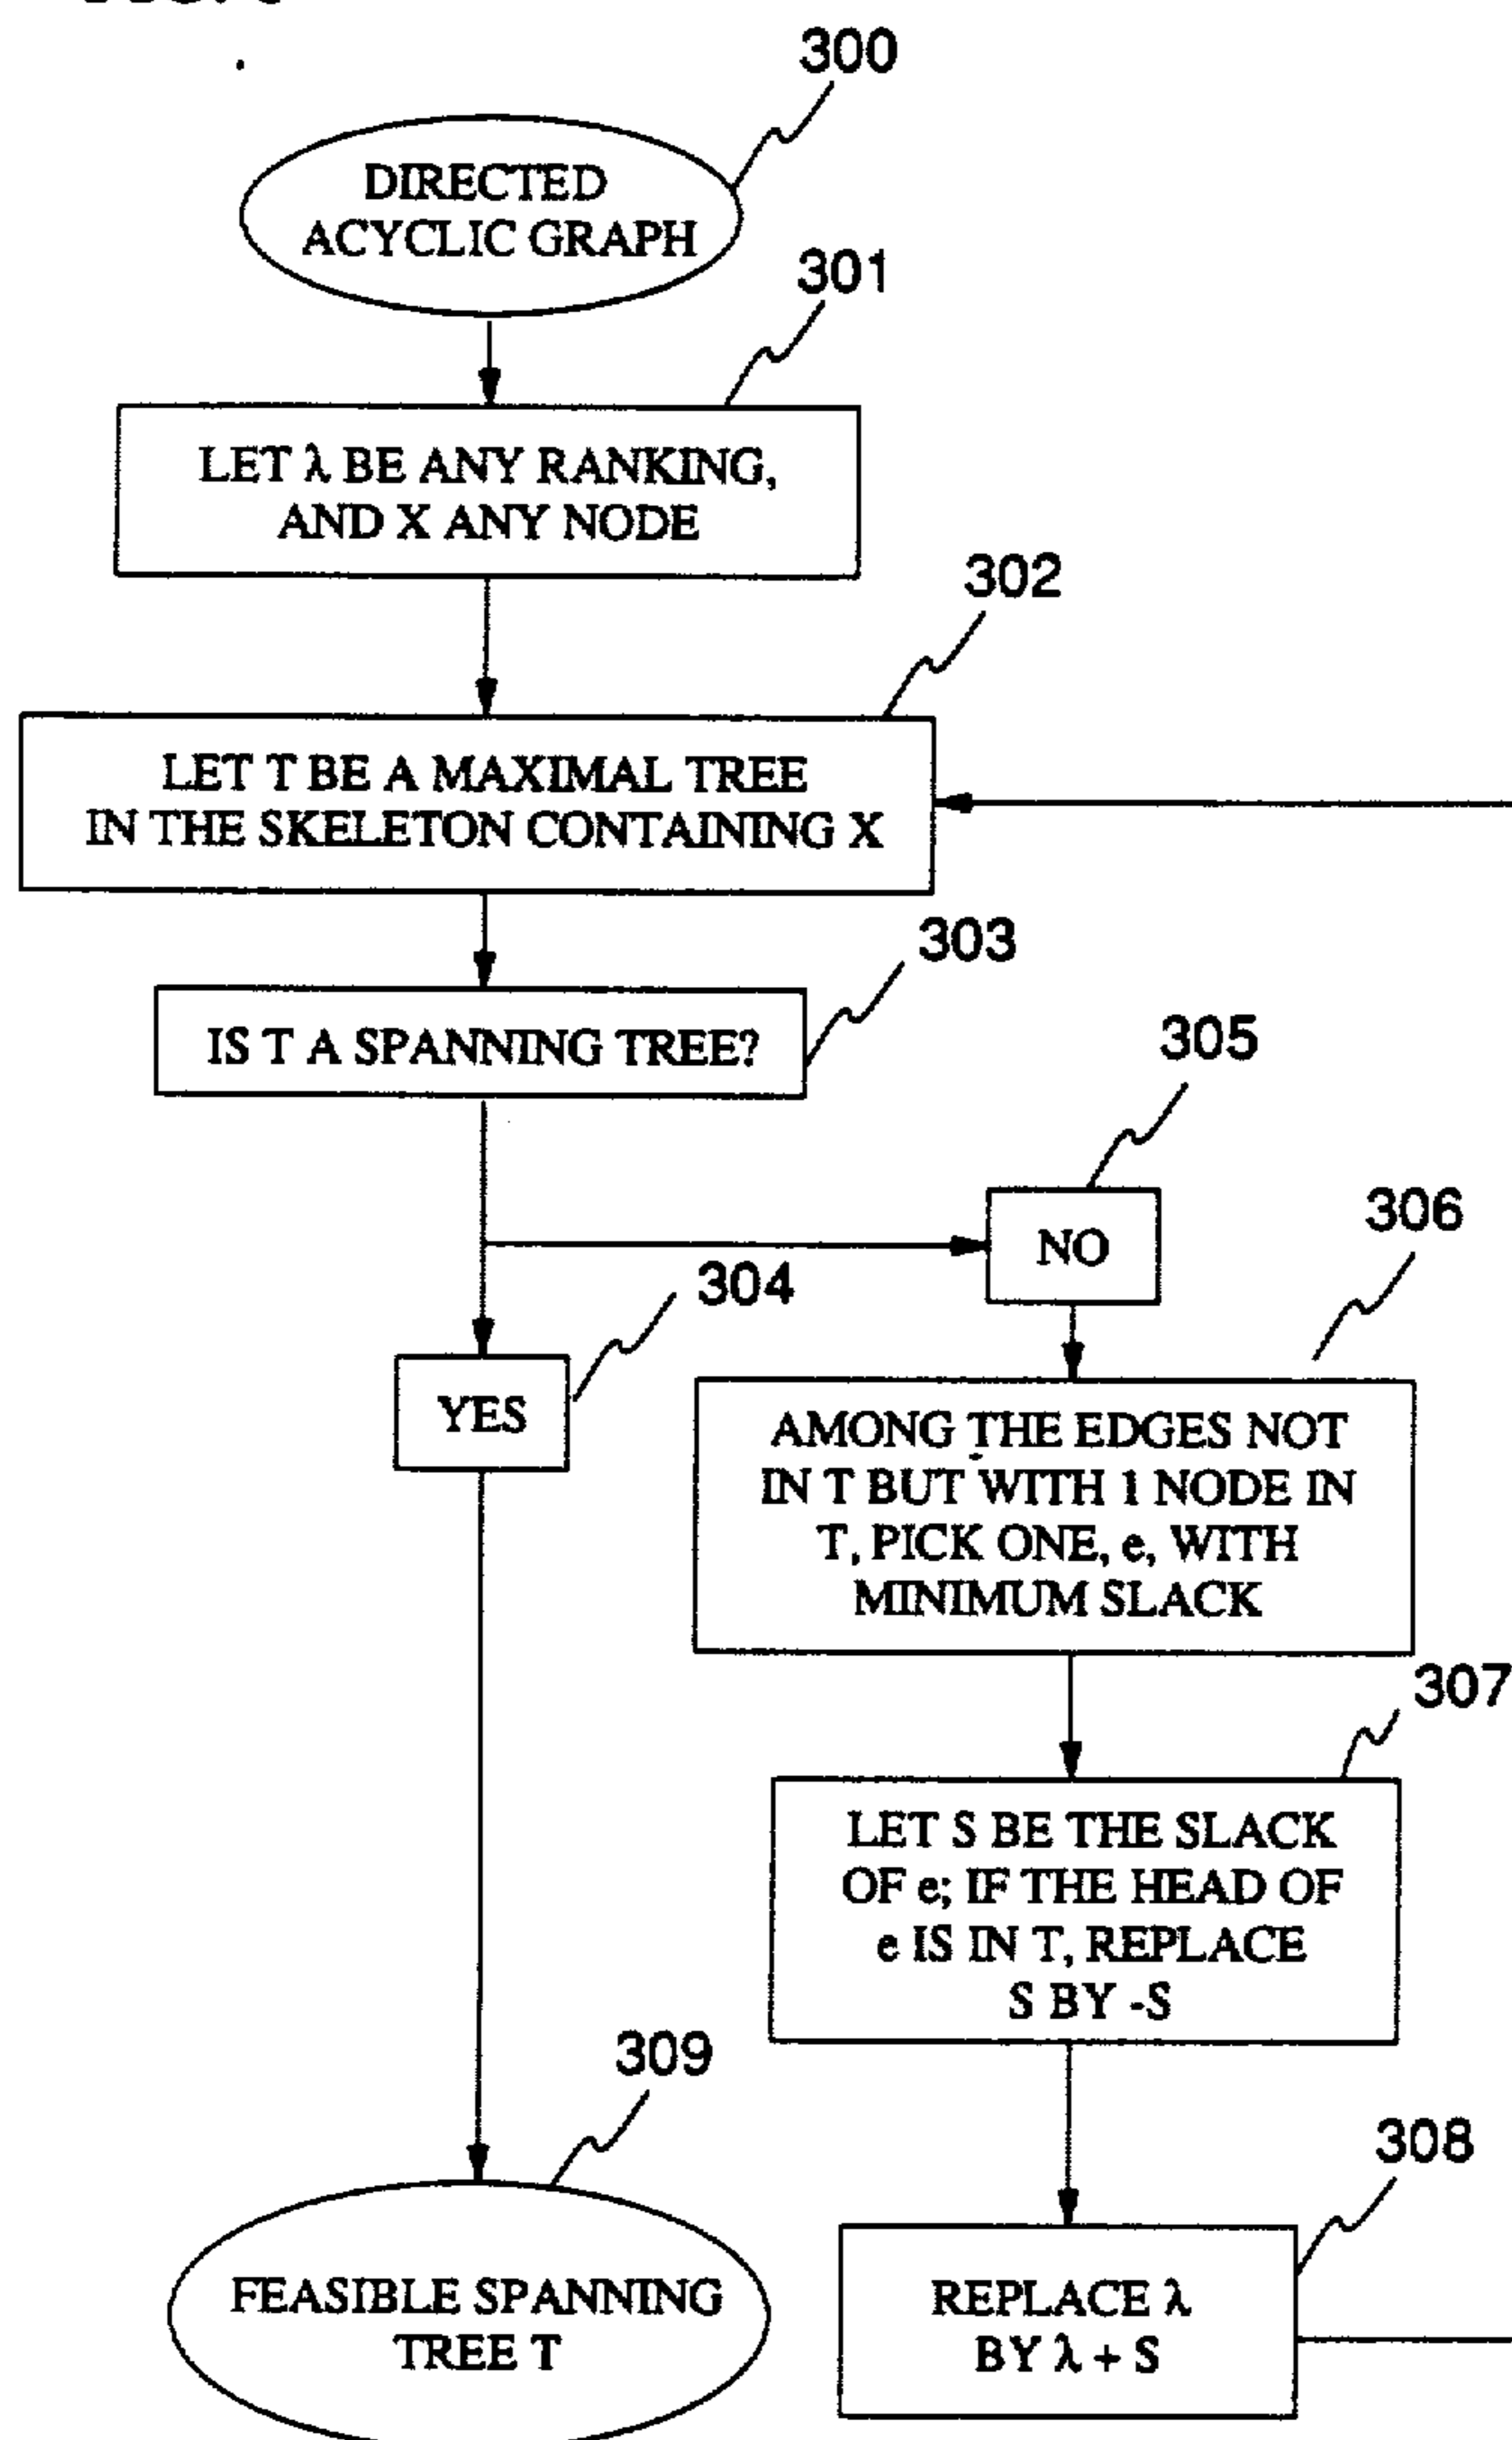 300
DIRECTED
ACYCLIC GRAPH
301
LET λ BE ANY RANKING,
AND X ANY NODE
302
LET T BE A MAXIMAL TREE
IN THE SKELETON CONTAINING X
303
IS T A SPANNING TREE?
305
NO
304
YES
306
AMONG THE EDGES NOT
IN T BUT WITH 1 NODE IN
T, PICK ONE, e, WITH
MINIMUM SLACK
307
LET S BE THE SLACK
OF e; IF THE HEAD OF
e IS IN T, REPLACE
S BY -S
309
FEASIBLE SPANNING
TREE T
308
REPLACE λ
BY λ + S